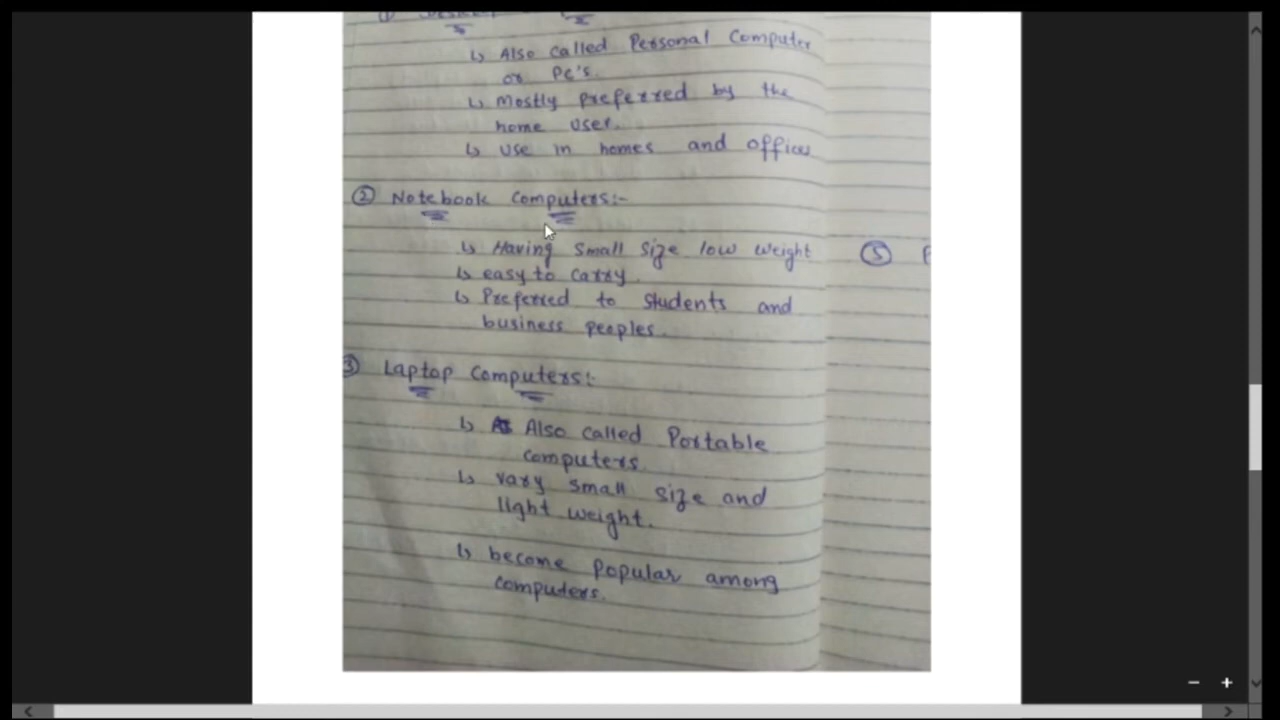 ①
↳ Also called Personal Computer
or PC's.
↳ Mostly preferred by the
home user.
↳ use in homes and offices
② Notebook Computers:-
↳ Having small size low weight
↳ easy to carry.
↳ Preferred to students and
business peoples.
③ Laptop Computers:-
↳ Also called Portable
computers.
↳ vary small size and
light weight.
↳ become popular among
computers.
⑤